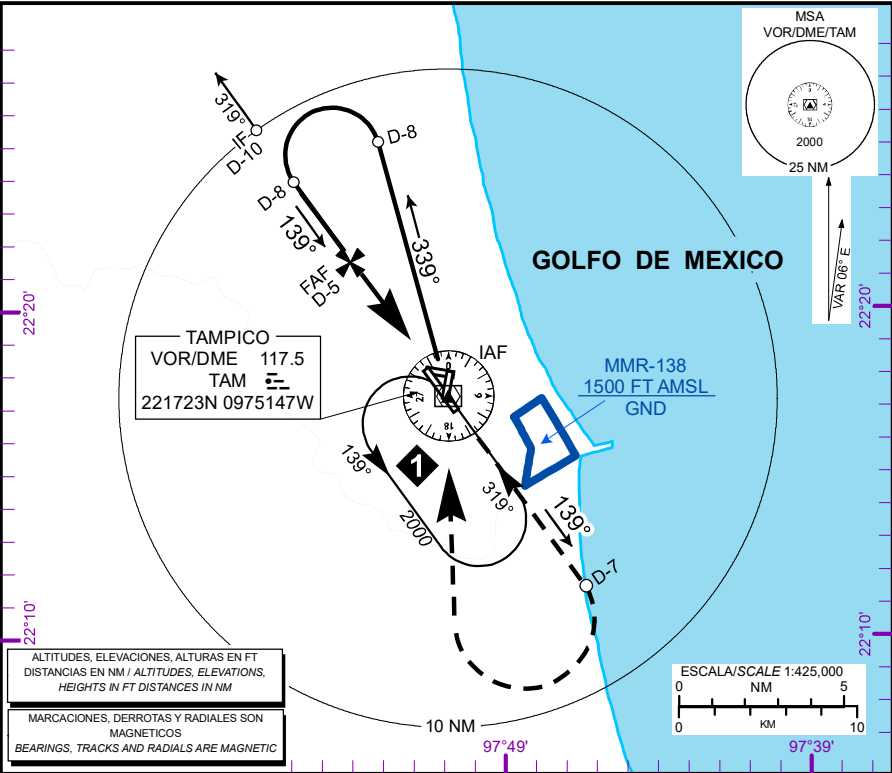 MSA
VOR/DME/TAM
2000
25 NM
VAR 06° E
319°
IF
D-10
D-8
D-8
139°
339°
FAF
D-5
GOLFO DE MEXICO
22°20'
22°20'
TAMPICO
VOR/DME 117.5
TAM
221723N 0975147W
IAF
0
9
18
27
MMR-138
1500 FT AMSL
GND
139°
1
2000
319°
139°
D-7
22°10'
22°10'
ALTITUDES, ELEVACIONES, ALTURAS EN FT
DISTANCIAS EN NM / ALTITUDES, ELEVATIONS,
HEIGHTS IN FT DISTANCES IN NM
MARCACIONES, DERROTAS Y RADIALES SON
MAGNETICOS
BEARINGS, TRACKS AND RADIALS ARE MAGNETIC
10 NM
97°49'
97°39'
ESCALA/SCALE 1:425,000
0 NM 5
0 KM 10